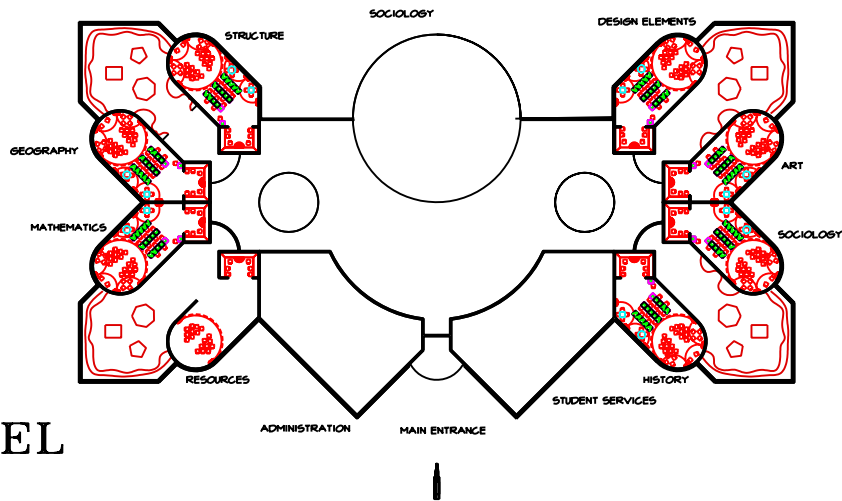 SOCIOLOGY
STRUCTURE
DESIGN ELEMENTS
GEOGRAPHY
ART
MATHEMATICS
SOCIOLOGY
RESOURCES
HISTORY
STUDENT SERVICES
ADMINISTRATION
MAIN ENTRANCE
EL